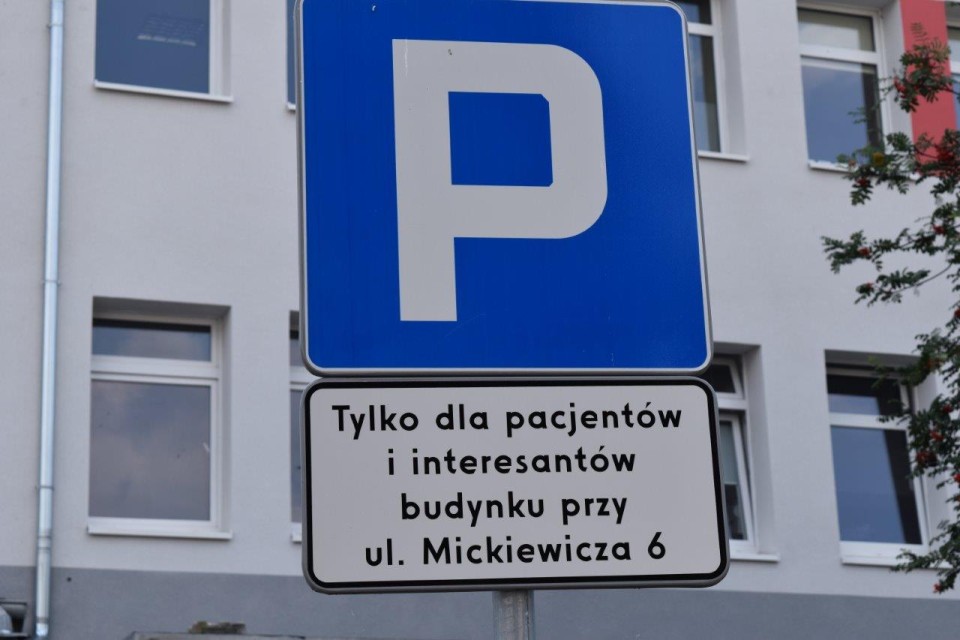 P
Tylko dla pacjentów
i interesantów
budynku przy
ul. Mickiewicza 6